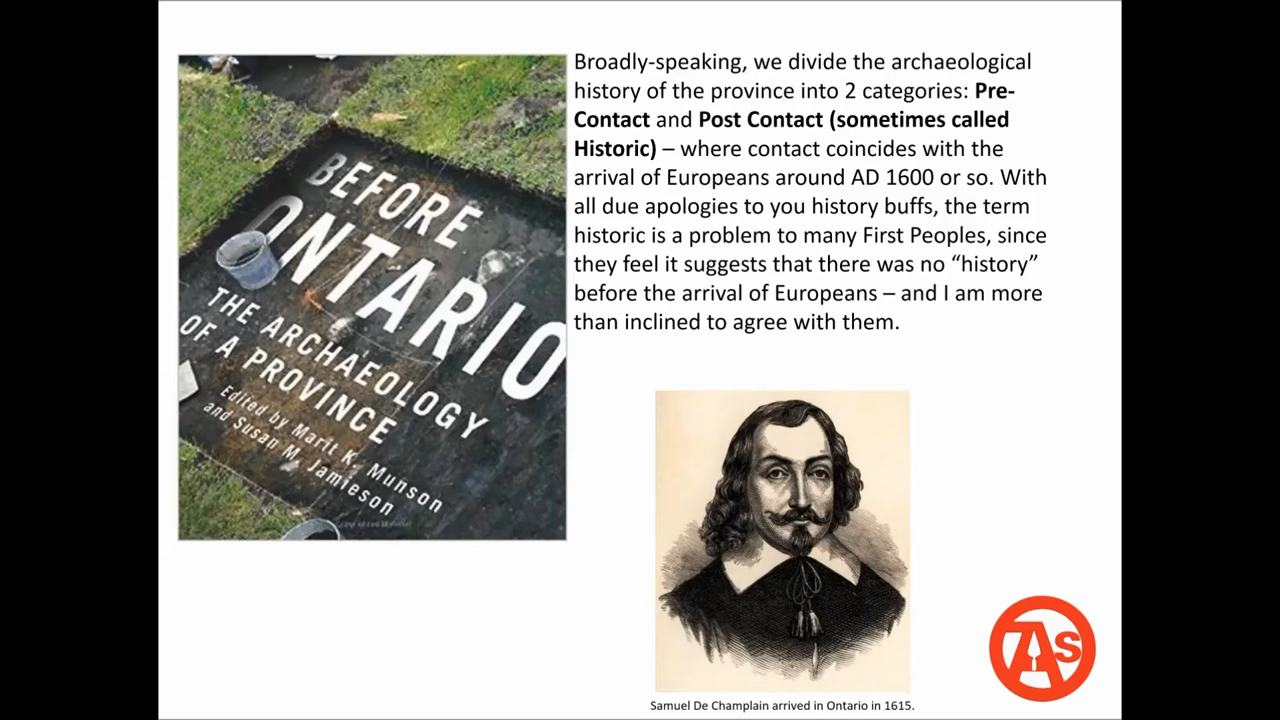 Broadly-speaking, we divide the archaeological
history of the province into 2 categories: Pre-
Contact and Post Contact (sometimes called
Historic) – where contact coincides with the
arrival of Europeans around AD 1600 or so. With
all due apologies to you history buffs, the term
historic is a problem to many First Peoples, since
they feel it suggests that there was no “history”
before the arrival of Europeans – and I am more
than inclined to agree with them.
BEFORE
ONTARIO
THE ARCHAEOLOGY
OF A PROVINCE
Edited by Marit K. Munson
and Susan M. Jamieson
Samuel De Champlain arrived in Ontario in 1615.
As